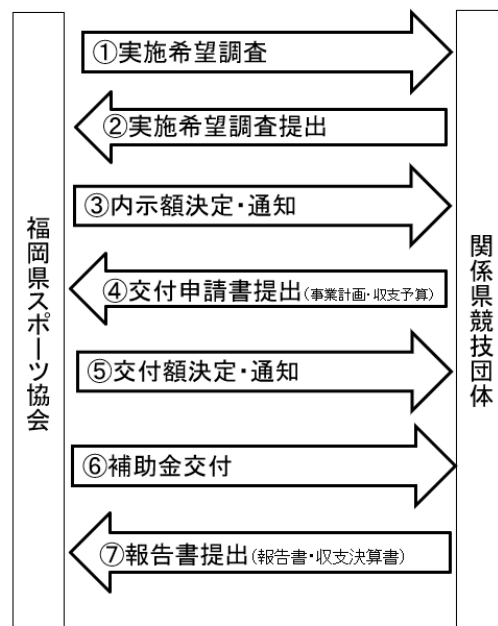 ①実施希望調査
②実施希望調査提出
③内示額決定・通知
④交付申請書提出(事業計画・収支予算)
⑤交付額決定・通知
⑥補助金交付
⑦報告書提出(報告書・収支決算書)
福岡県スポーツ協会
関係県競技団体